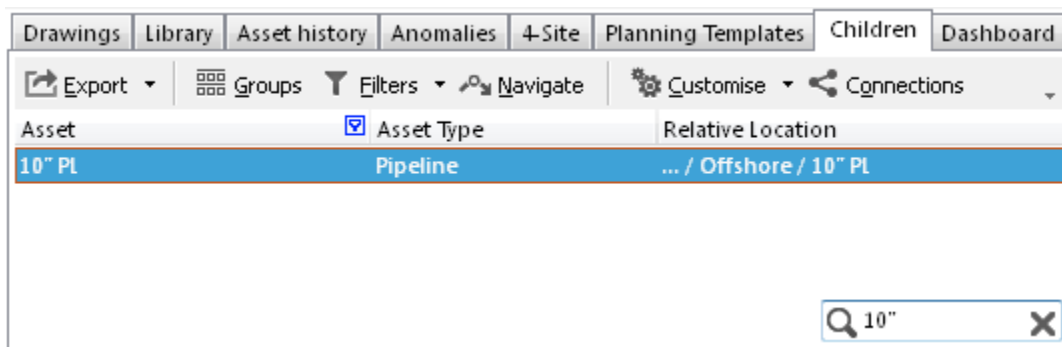 Drawings Library Asset history Anomalies 4-Site Planning Templates Children Dashboard
Export Groups Filters Navigate Customise Connections
Asset Asset Type Relative Location
10" PL Pipeline ... / Offshore / 10" PL
10"